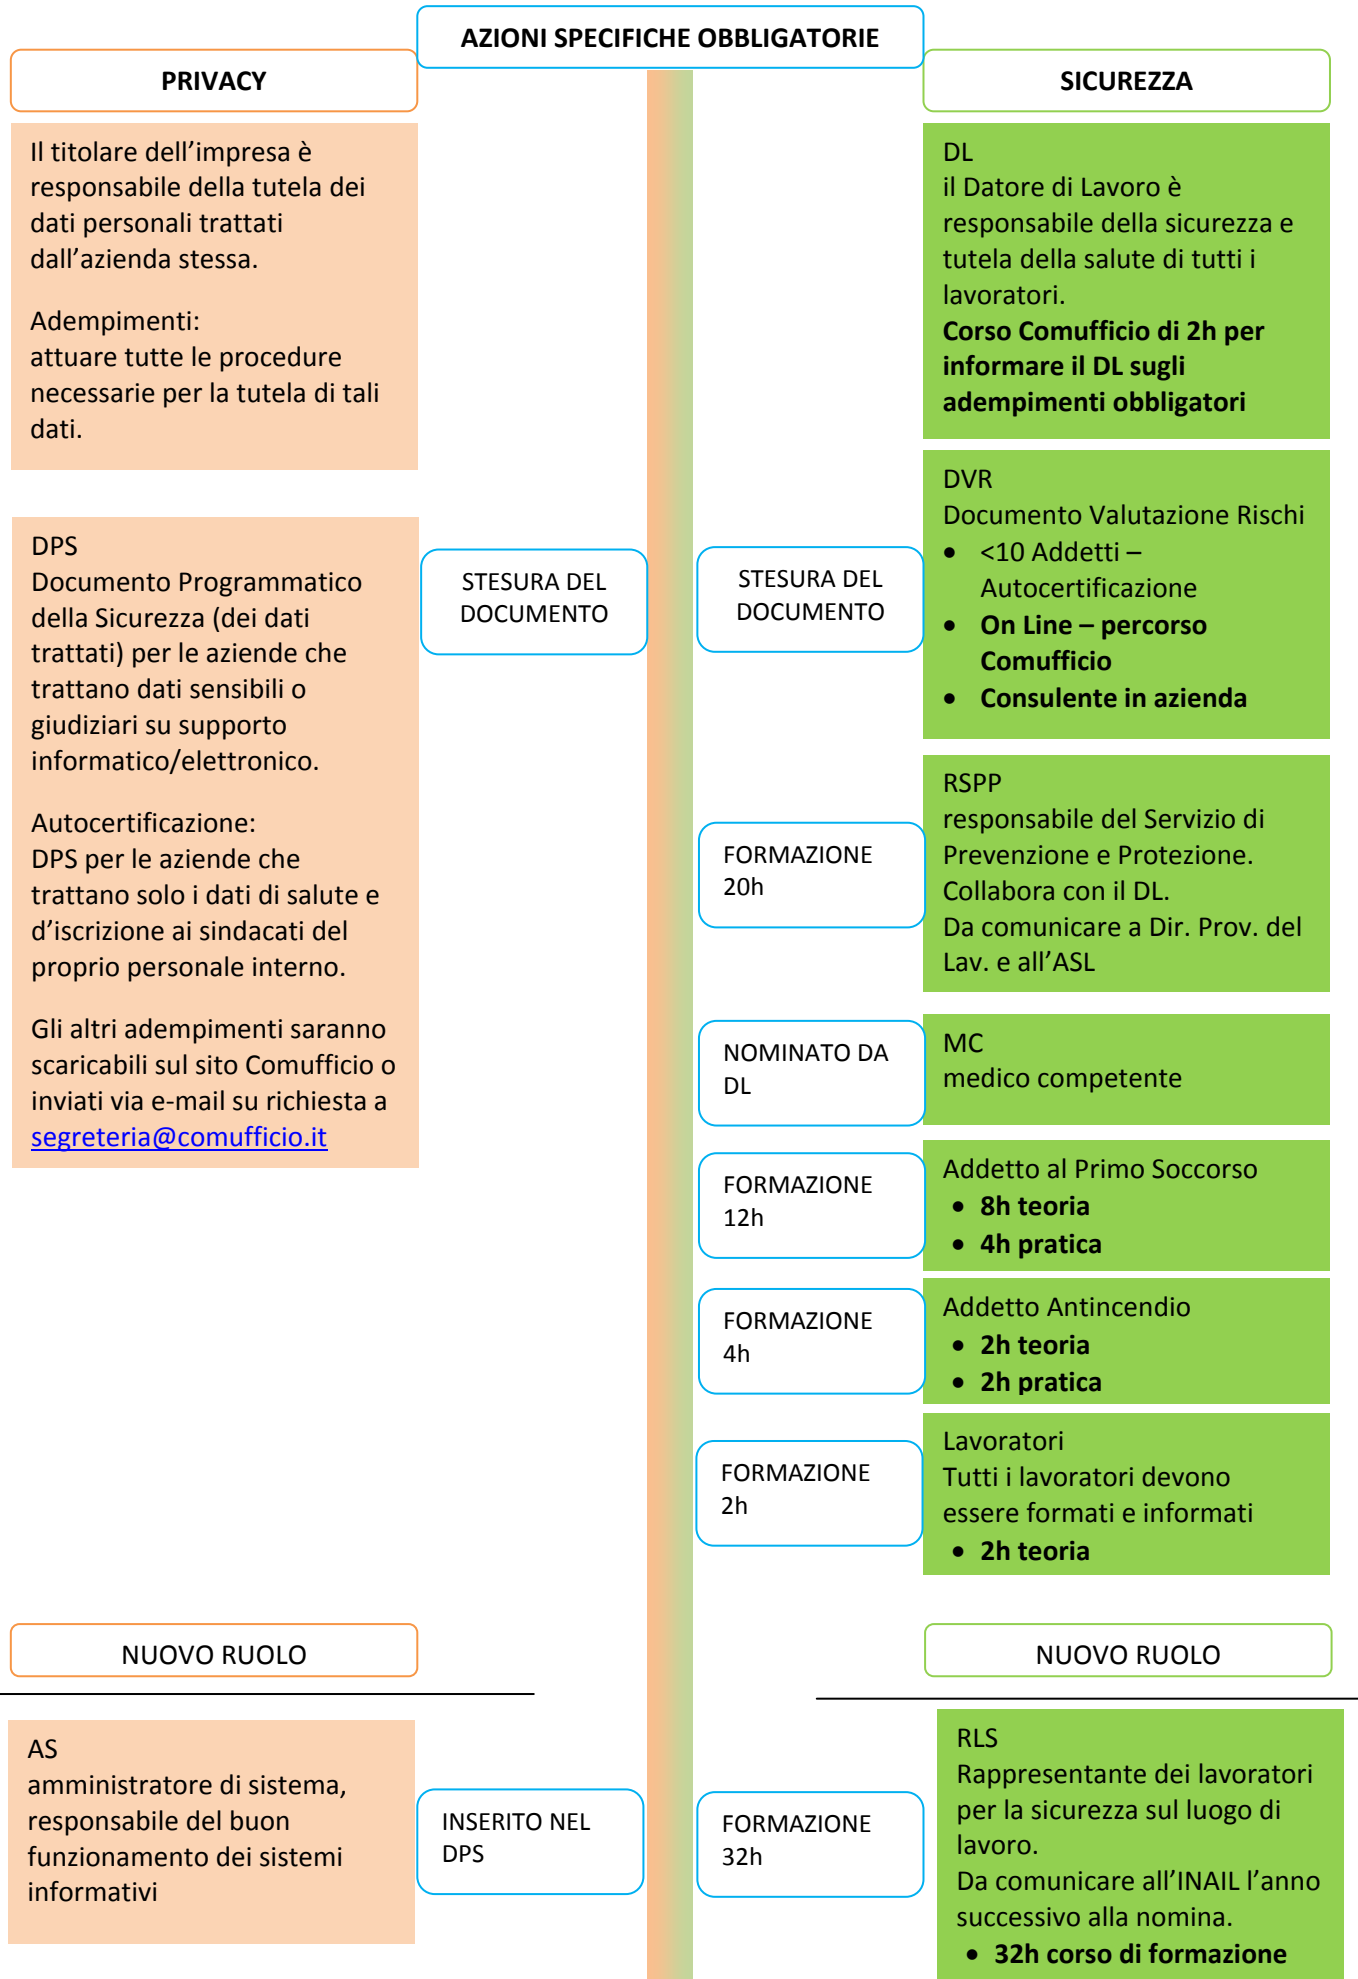 AZIONI SPECIFICHE OBBLIGATORIE
PRIVACY
Il titolare dell’impresa è
responsabile della tutela dei
dati personali trattati
dall’azienda stessa.
Adempimenti:
attuare tutte le procedure
necessarie per la tutela di tali
dati.
DPS
Documento Programmatico
della Sicurezza (dei dati
trattati) per le aziende che
trattano dati sensibili o
giudiziari su supporto
informatico/elettronico.
Autocertificazione:
DPS per le aziende che
trattano solo i dati di salute e
d’iscrizione ai sindacati del
proprio personale interno.
Gli altri adempimenti saranno
scaricabili sul sito Comufficio o
inviati via e-mail su richiesta a
segreteria@comufficio.it
STESURA DEL
DOCUMENTO
NUOVO RUOLO
AS
amministratore di sistema,
responsabile del buon
funzionamento dei sistemi
informativi
INSERITO NEL
DPS
SICUREZZA
DL
il Datore di Lavoro è
responsabile della sicurezza e
tutela della salute di tutti i
lavoratori.
Corso Comufficio di 2h per
informare il DL sugli
adempimenti obbligatori
STESURA DEL
DOCUMENTO
DVR
Documento Valutazione Rischi
• <10 Addetti –
Autocertificazione
• On Line – percorso
Comufficio
• Consulente in azienda
FORMAZIONE
20h
RSPP
responsabile del Servizio di
Prevenzione e Protezione.
Collabora con il DL.
Da comunicare a Dir. Prov. del
Lav. e all’ASL
NOMINATO DA
DL
MC
medico competente
FORMAZIONE
12h
Addetto al Primo Soccorso
• 8h teoria
• 4h pratica
FORMAZIONE
4h
Addetto Antincendio
• 2h teoria
• 2h pratica
FORMAZIONE
2h
Lavoratori
Tutti i lavoratori devono
essere formati e informati
• 2h teoria
NUOVO RUOLO
FORMAZIONE
32h
RLS
Rappresentante dei lavoratori
per la sicurezza sul luogo di
lavoro.
Da comunicare all’INAIL l’anno
successivo alla nomina.
• 32h corso di formazione